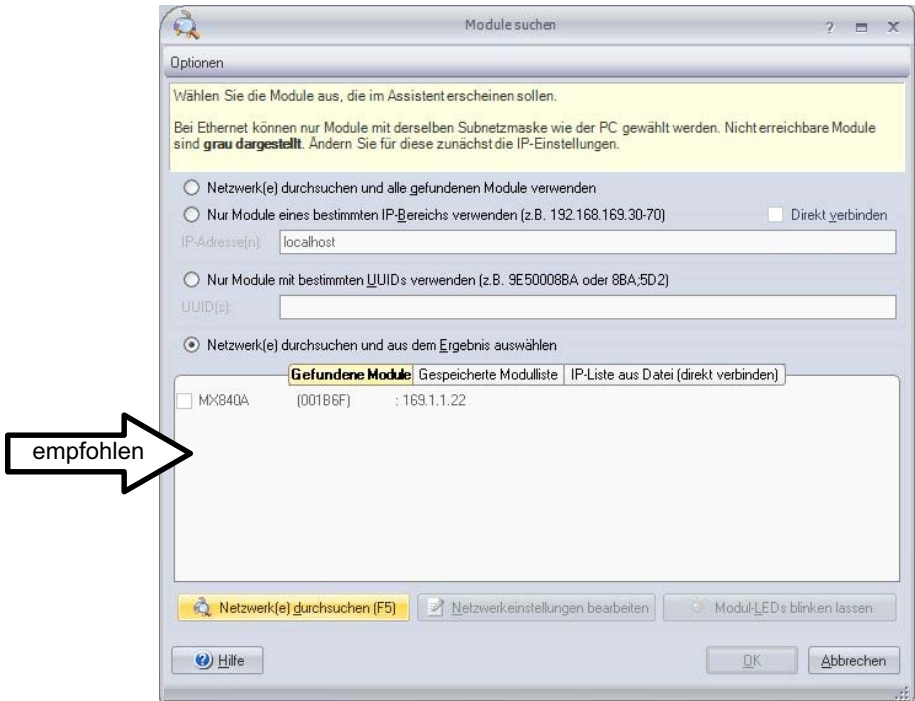 Module suchen
Optionen
Wählen Sie die Module aus, die im Assistent erscheinen sollen.
Bei Ethernet können nur Module mit derselben Subnetzmaske wie der PC gewählt werden. Nicht erreichbare Module
sind grau dargestellt. Ändern Sie für diese zunächst die IP-Einstellungen.
Netzwerk(e) durchsuchen und alle gefundenen Module verwenden
Nur Module eines bestimmten IP-Bereichs verwenden (z.B. 192.168.169.30-70) Direkt verbinden
IP-Adresse(n): localhost
Nur Module mit bestimmten UUIDs verwenden (z.B. 9E50008BA oder 8BA;5D2)
UUID(s):
Netzwerk(e) durchsuchen und aus dem Ergebnis auswählen
Gefundene Module Gespeicherte Modulliste IP-Liste aus Datei (direkt verbinden)
MX840A (001B6F) : 169.1.1.22
empfohlen
Netzwerk(e) durchsuchen (F5) Netzwerkeinstellungen bearbeiten Modul-LEDs blinken lassen
Hilfe OK Abbrechen